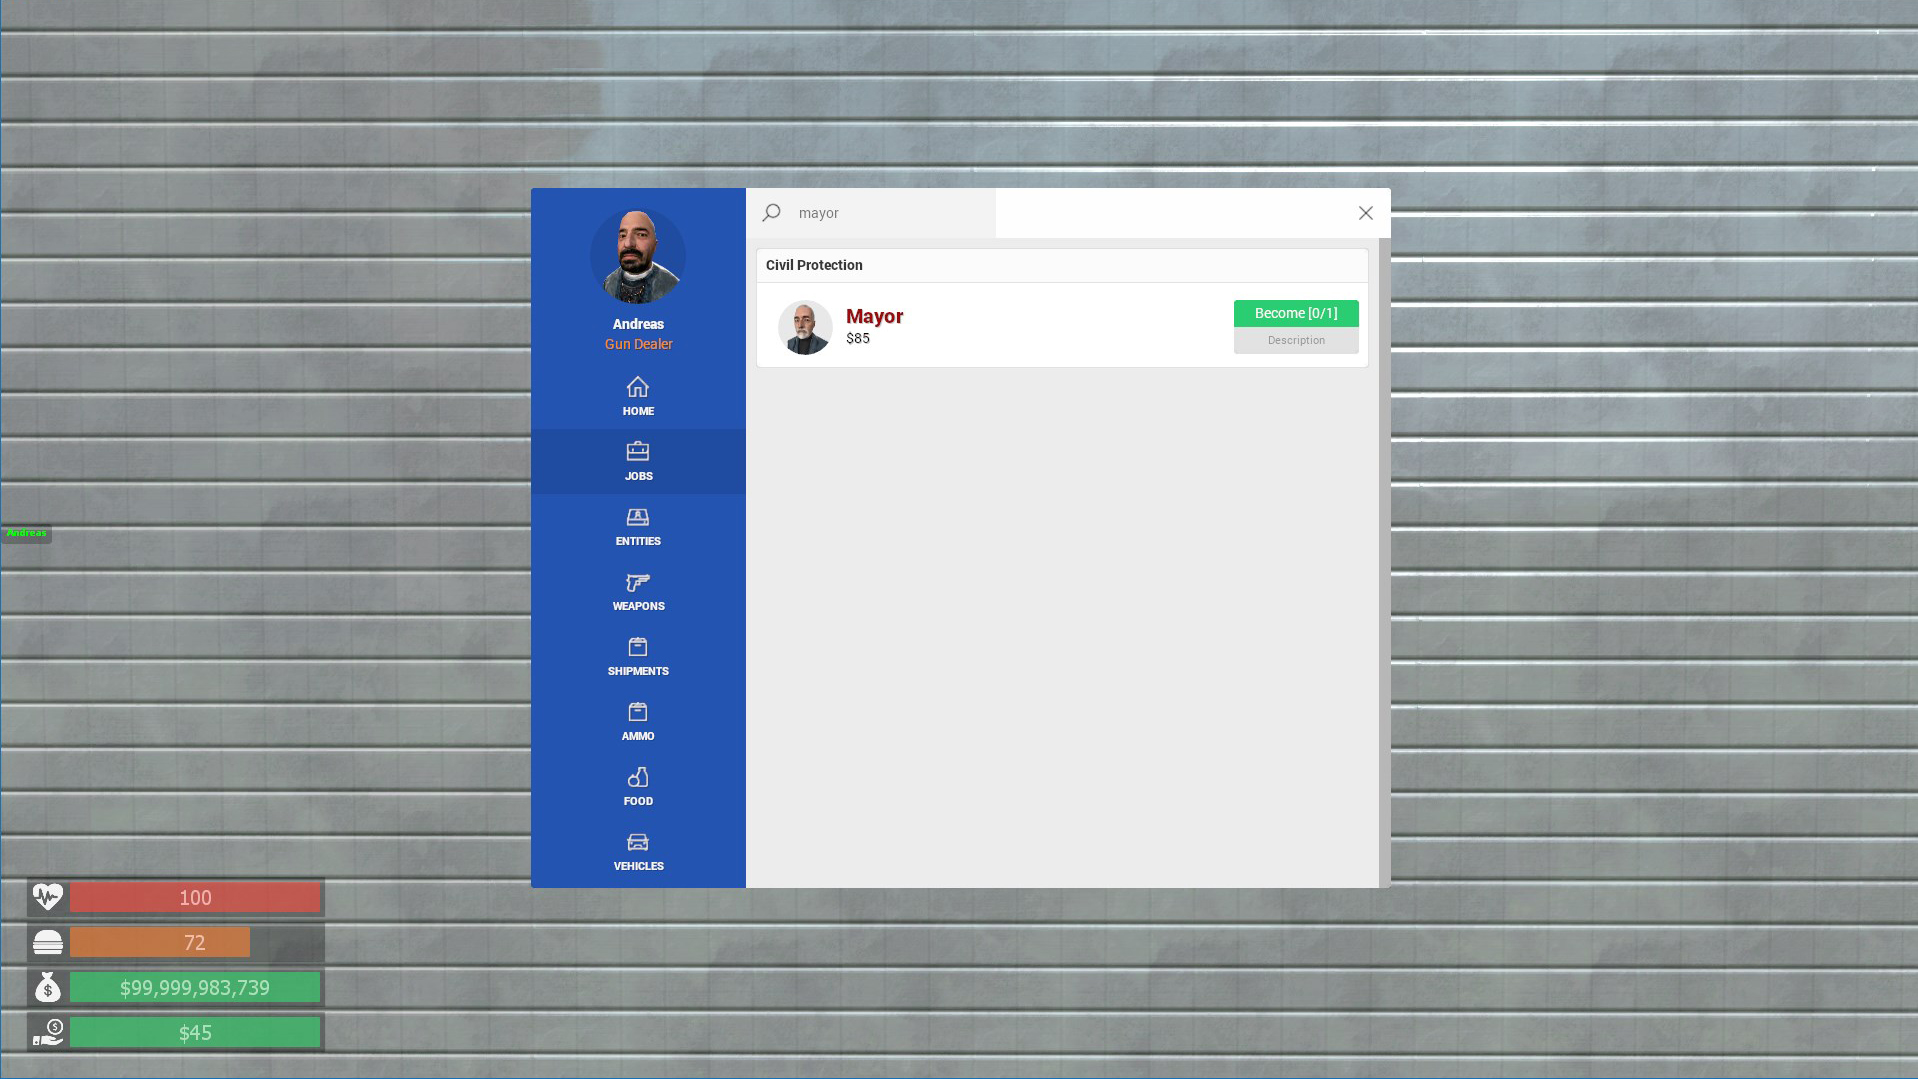 mayor
Andreas
Gun Dealer
HOME
JOBS
ENTITIES
WEAPONS
SHIPMENTS
AMMO
FOOD
VEHICLES
Civil Protection
Mayor
$85
Become [0/1]
Description
Andreas
100
72
$99,999,983,739
$45